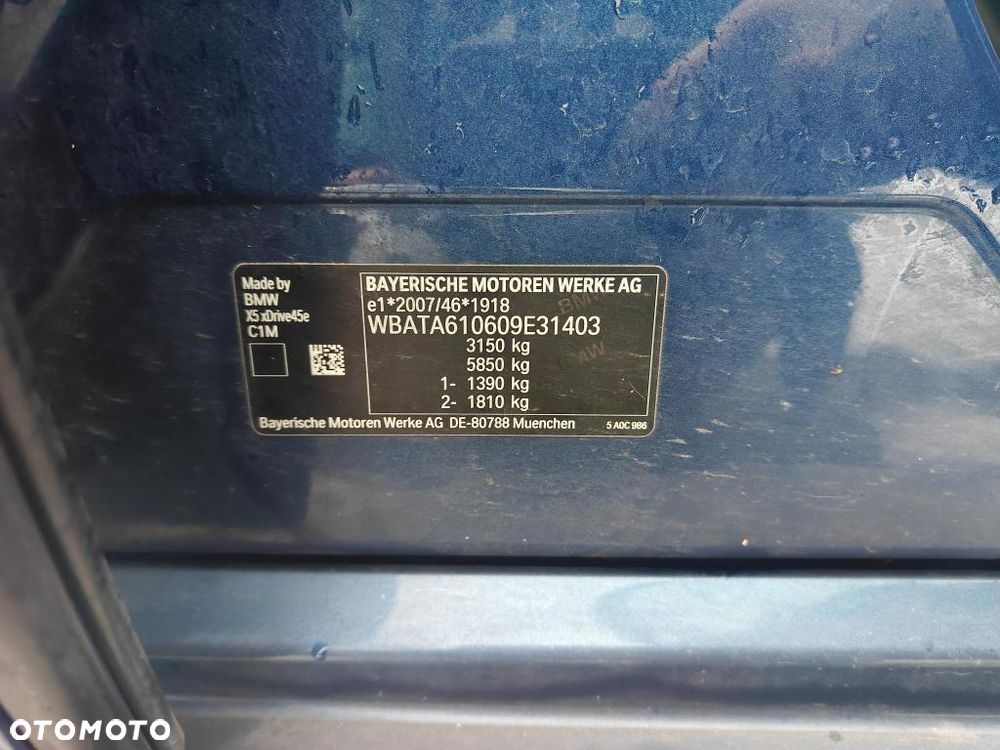 Made by
BMW
X5 xDrive45e
C1M
BAYERISCHE MOTOREN WERKE AG
e1*2007/46*1918
WBATA610609E31403
3150 kg
5850 kg
1- 1390 kg
2- 1810 kg
Bayerische Motoren Werke AG DE-80788 Muenchen
5 A0C 986
OTOMOTO